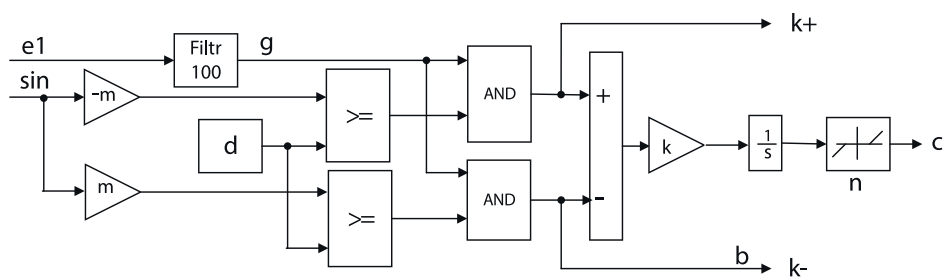 e1
Filtr
100
g
k+
sin
-m
>=
AND
+
d
k
1
s
c
n
m
>=
AND
-
b
k-